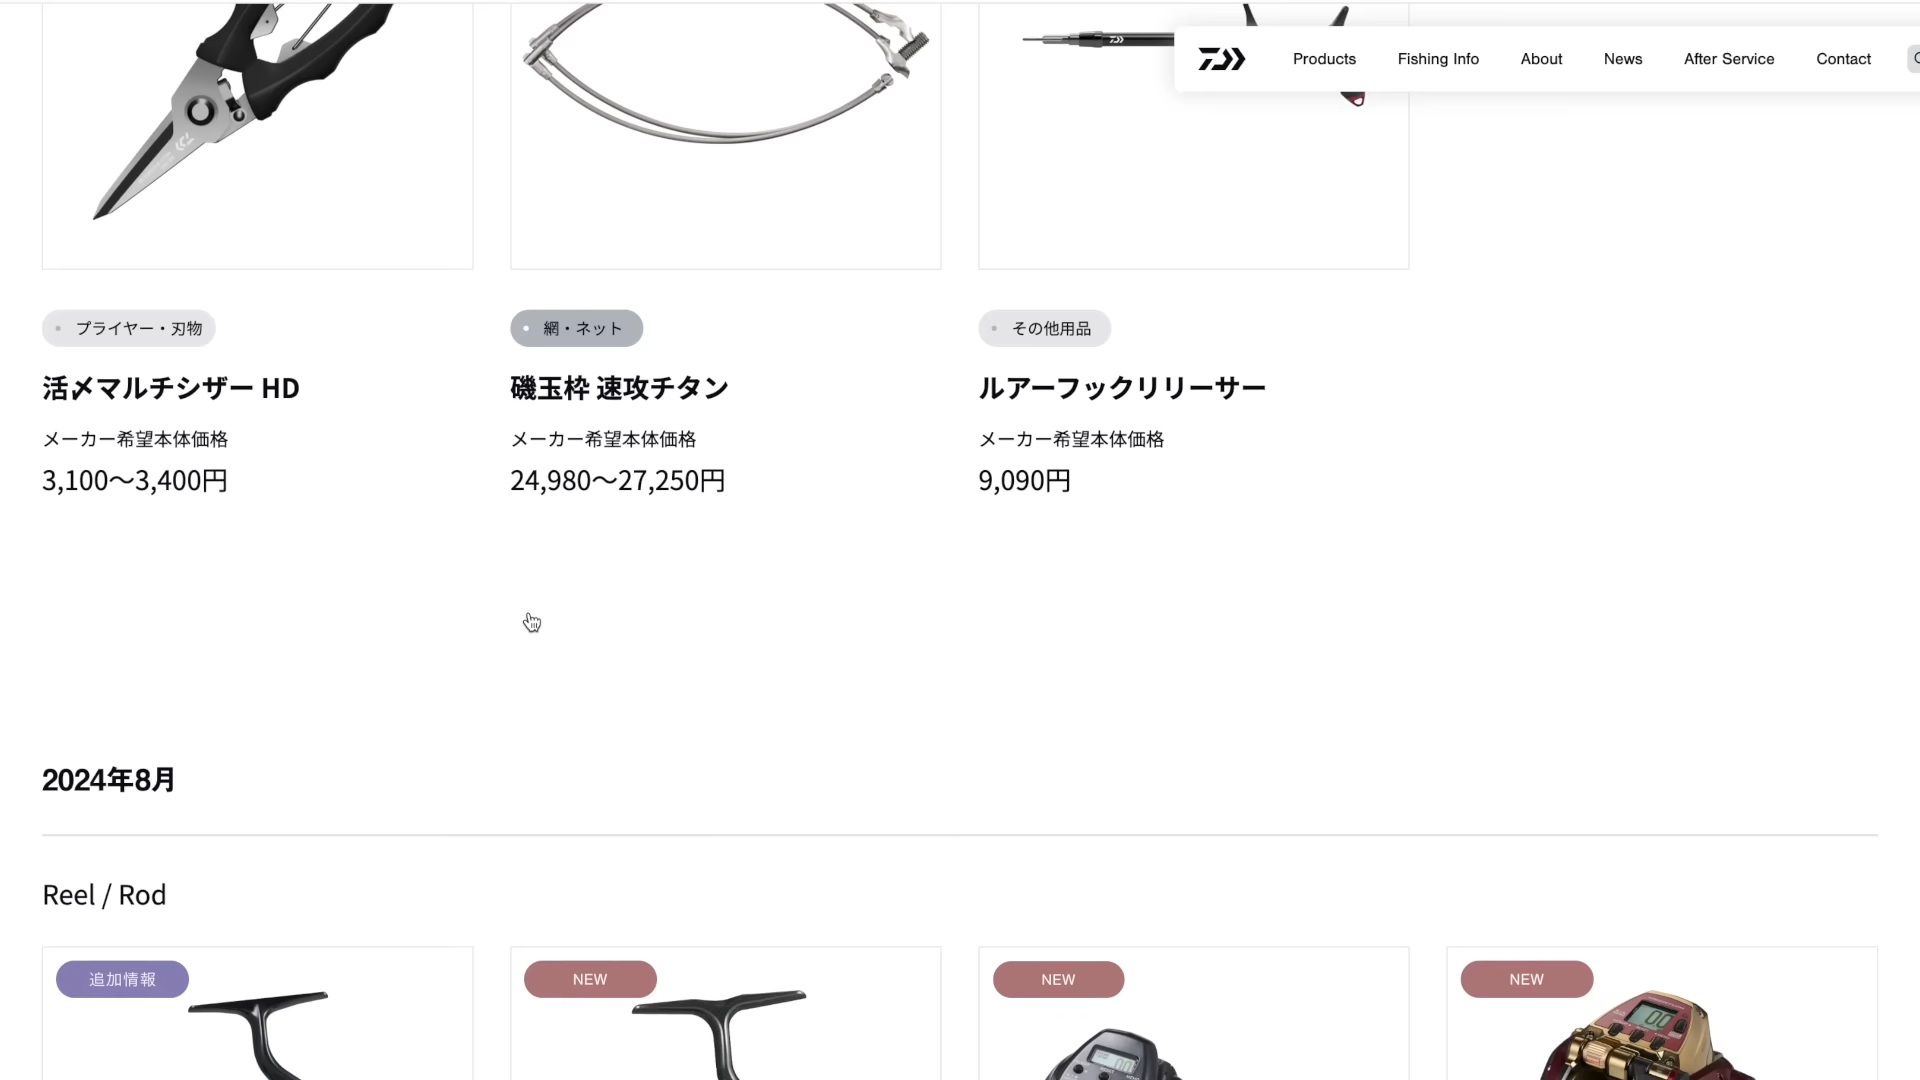 Products
Fishing Info
About
News
After Service
Contact
プライヤー・刃物
網・ネット
その他用品
活〆マルチシザー HD
磯玉枠 速攻チタン
ルアーフックリリーサー
メーカー希望本体価格
メーカー希望本体価格
メーカー希望本体価格
3,100〜3,400円
24,980〜27,250円
9,090円
2024年8月
Reel / Rod
追加情報
NEW
NEW
NEW